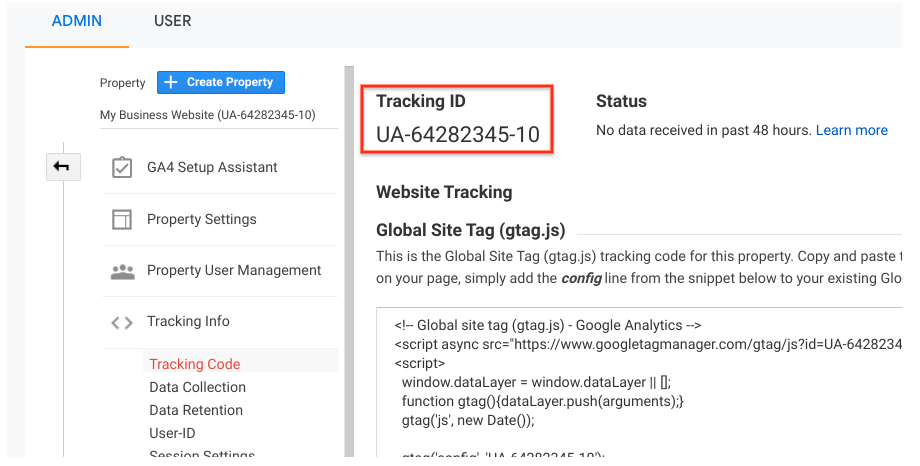 ADMIN USER
Property Create Property
My Business Website (UA-64282345-10)
GA4 Setup Assistant
Property Settings
Property User Management
Tracking Info
Tracking Code
Data Collection
Data Retention
User-ID
Session Settings
Tracking ID
UA-64282345-10
Status
No data received in past 48 hours. Learn more
Website Tracking
Global Site Tag (gtag.js)
This is the Global Site Tag (gtag.js) tracking code for this property. Copy and paste
on your page, simply add the config line from the snippet below to your existing Glo
<!-- Global site tag (gtag.js) - Google Analytics -->
<script async src="https://www.googletagmanager.com/gtag/js?id=UA-6428234
<script>
window.dataLayer = window.dataLayer || [];
function gtag(){dataLayer.push(arguments);}
gtag('js', new Date());
gtag('config', 'UA-64282345-10');